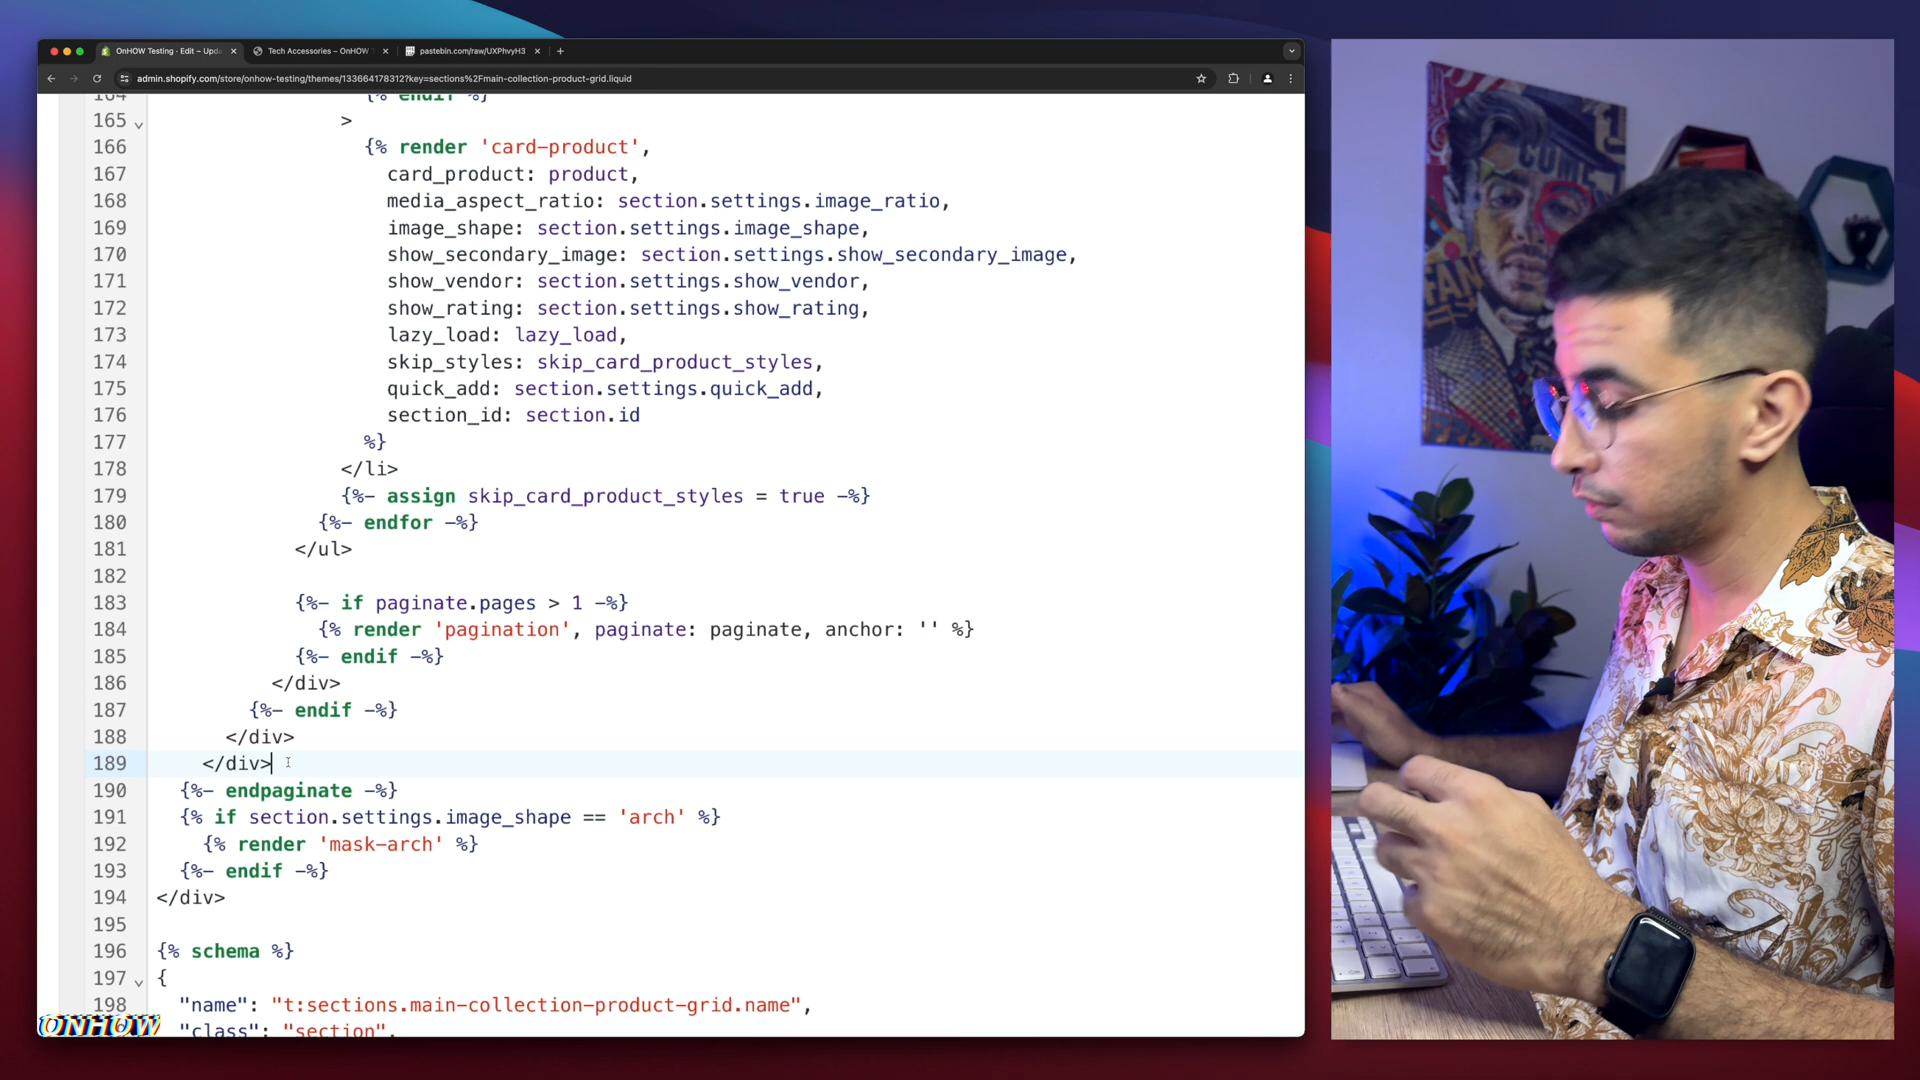 OnHOW Testing · Edit ~ Upda
Tech Accessories – OnHOW T
pastebin.com/raw/UXPhvyH3
admin.shopify.com/store/onhow-testing/themes/133664178312?key=sections%2Fmain-collection-product-grid.liquid
164 {% endif %}
165 >
166 {% render 'card-product',
167 card_product: product,
168 media_aspect_ratio: section.settings.image_ratio,
169 image_shape: section.settings.image_shape,
170 show_secondary_image: section.settings.show_secondary_image,
171 show_vendor: section.settings.show_vendor,
172 show_rating: section.settings.show_rating,
173 lazy_load: lazy_load,
174 skip_styles: skip_card_product_styles,
175 quick_add: section.settings.quick_add,
176 section_id: section.id
177 %}
178 </li>
179 {%- assign skip_card_product_styles = true -%}
180 {%- endfor -%}
181 </ul>
182
183 {%- if paginate.pages > 1 -%}
184 {% render 'pagination', paginate: paginate, anchor: '' %}
185 {%- endif -%}
186 </div>
187 {%- endif -%}
188 </div>
189 </div>
190 {%- endpaginate -%}
191 {% if section.settings.image_shape == 'arch' %}
192 {% render 'mask-arch' %}
193 {%- endif -%}
194 </div>
195
196 {% schema %}
197 {
198 "name": "t:sections.main-collection-product-grid.name",
"class": "section",
ONHOW
FAN